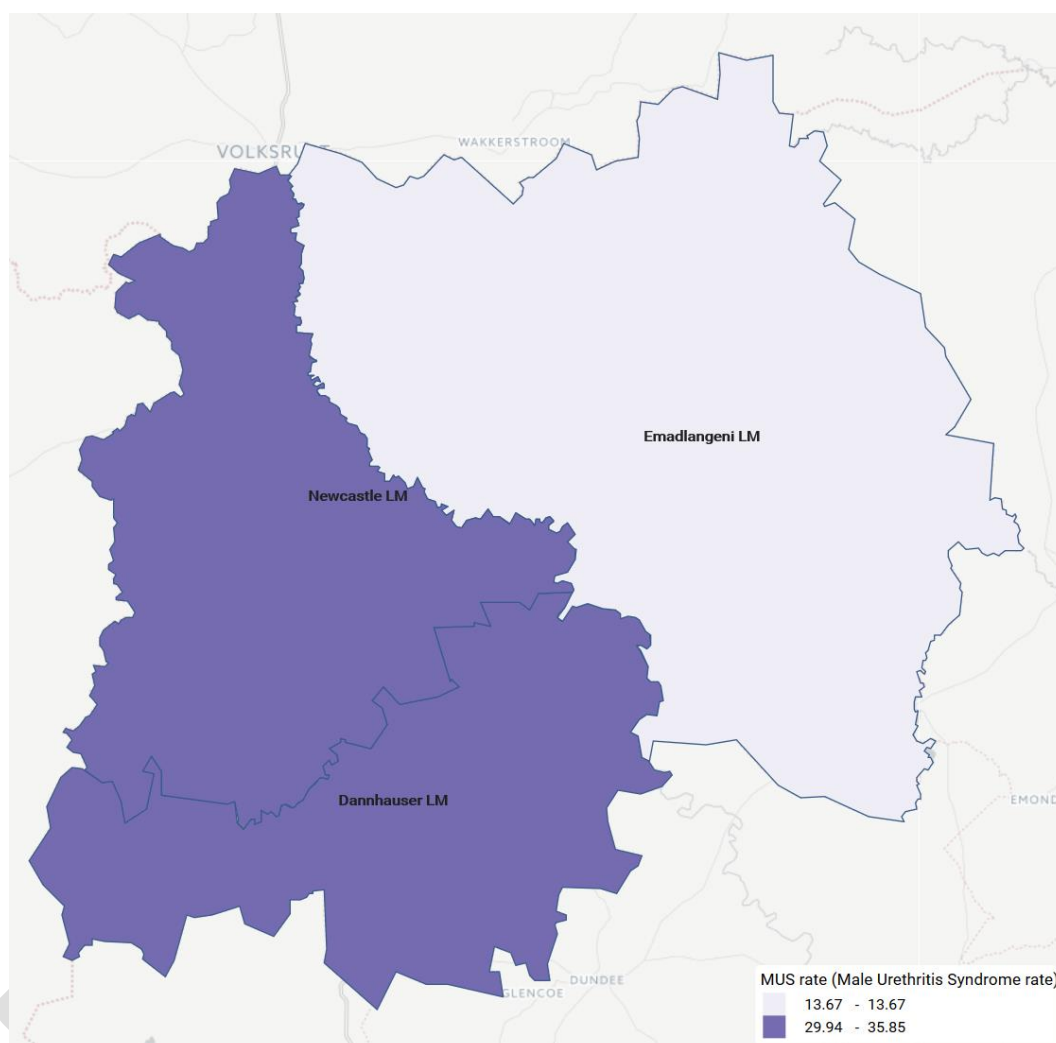 VOLKSRUST
WAKKERSTROOM
Emadlangeni LM
Newcastle LM
Dannhauser LM
EMOND
DUNDEE
GLENCOE
MUS rate (Male Urethritis Syndrome rate)
13.67 - 13.67
29.94 - 35.85